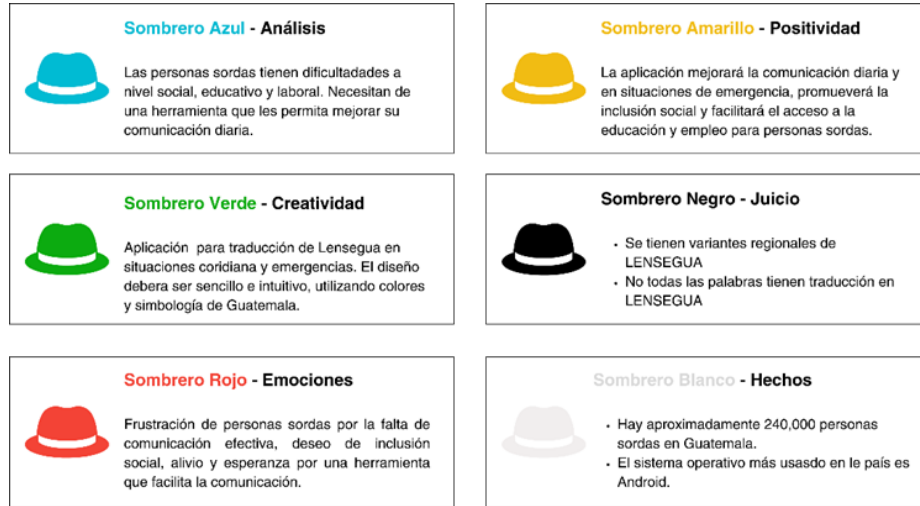 Sombrero Azul - Análisis
Las personas sordas tienen dificultadades a
nivel social, educativo y laboral. Necesitan de
una herramienta que les permita mejorar su
comunicación diaria.
Sombrero Amarillo - Positividad
La aplicación mejorará la comunicación diaria y
en situaciones de emergencia, promueverá la
inclusión social y facilitará el acceso a la
educación y empleo para personas sordas.
Sombrero Verde - Creatividad
Aplicación para traducción de Lensegua en
situaciones coridiana y emergencias. El diseño
debera ser sencillo e intuitivo, utilizando colores
y simbología de Guatemala.
Sombrero Negro - Juicio
• Se tienen variantes regionales de
LENSEGUA
• No todas las palabras tienen traducción en
LENSEGUA
Sombrero Rojo - Emociones
Frustración de personas sordas por la falta de
comunicación efectiva, deseo de inclusión
social, alivio y esperanza por una herramienta
que facilita la comunicación.
Sombrero Blanco - Hechos
• Hay aproximadamente 240,000 personas
sordas en Guatemala.
• El sistema operativo más usasdo en le país es
Android.